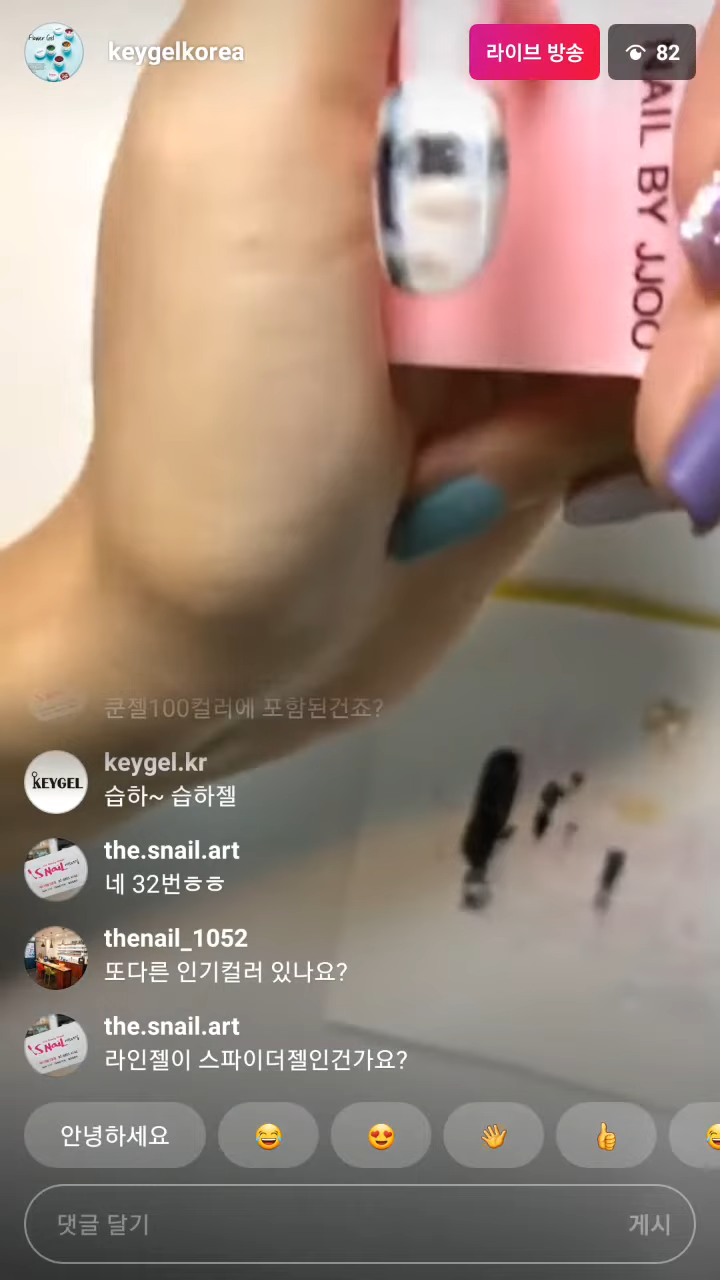 Flower Gel
keygelkorea
라이브 방송
82
NAIL BY JJOO
쿤젤100컬러에 포함된건죠?
KEYGEL
keygel.kr
습하~ 습하젤
the.snail.art
네 32번ㅎㅎ
thenail_1052
또다른 인기컬러 있나요?
the.snail.art
라인젤이 스파이더젤인건가요?
안녕하세요
댓글 달기
게시